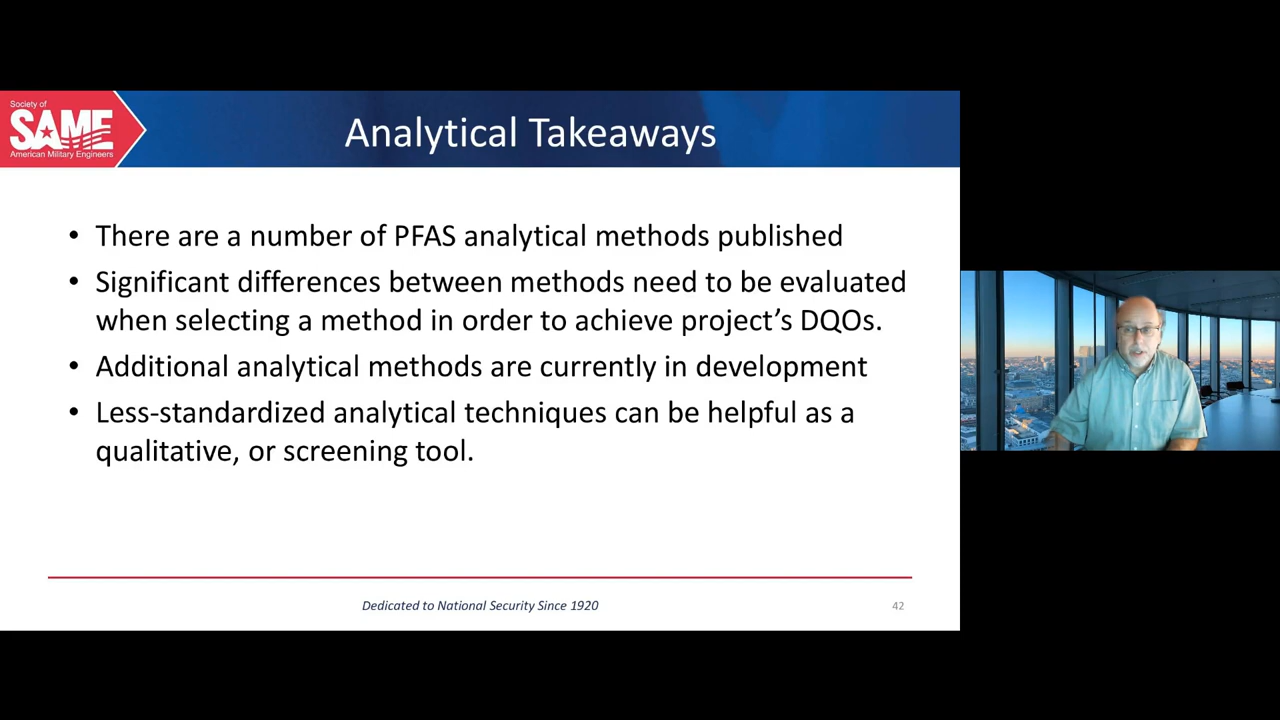 Society of
SAME
American Military Engineers
Analytical Takeaways
• There are a number of PFAS analytical methods published
• Significant differences between methods need to be evaluated
when selecting a method in order to achieve project’s DQOs.
• Additional analytical methods are currently in development
• Less-standardized analytical techniques can be helpful as a
qualitative, or screening tool.
Dedicated to National Security Since 1920
42